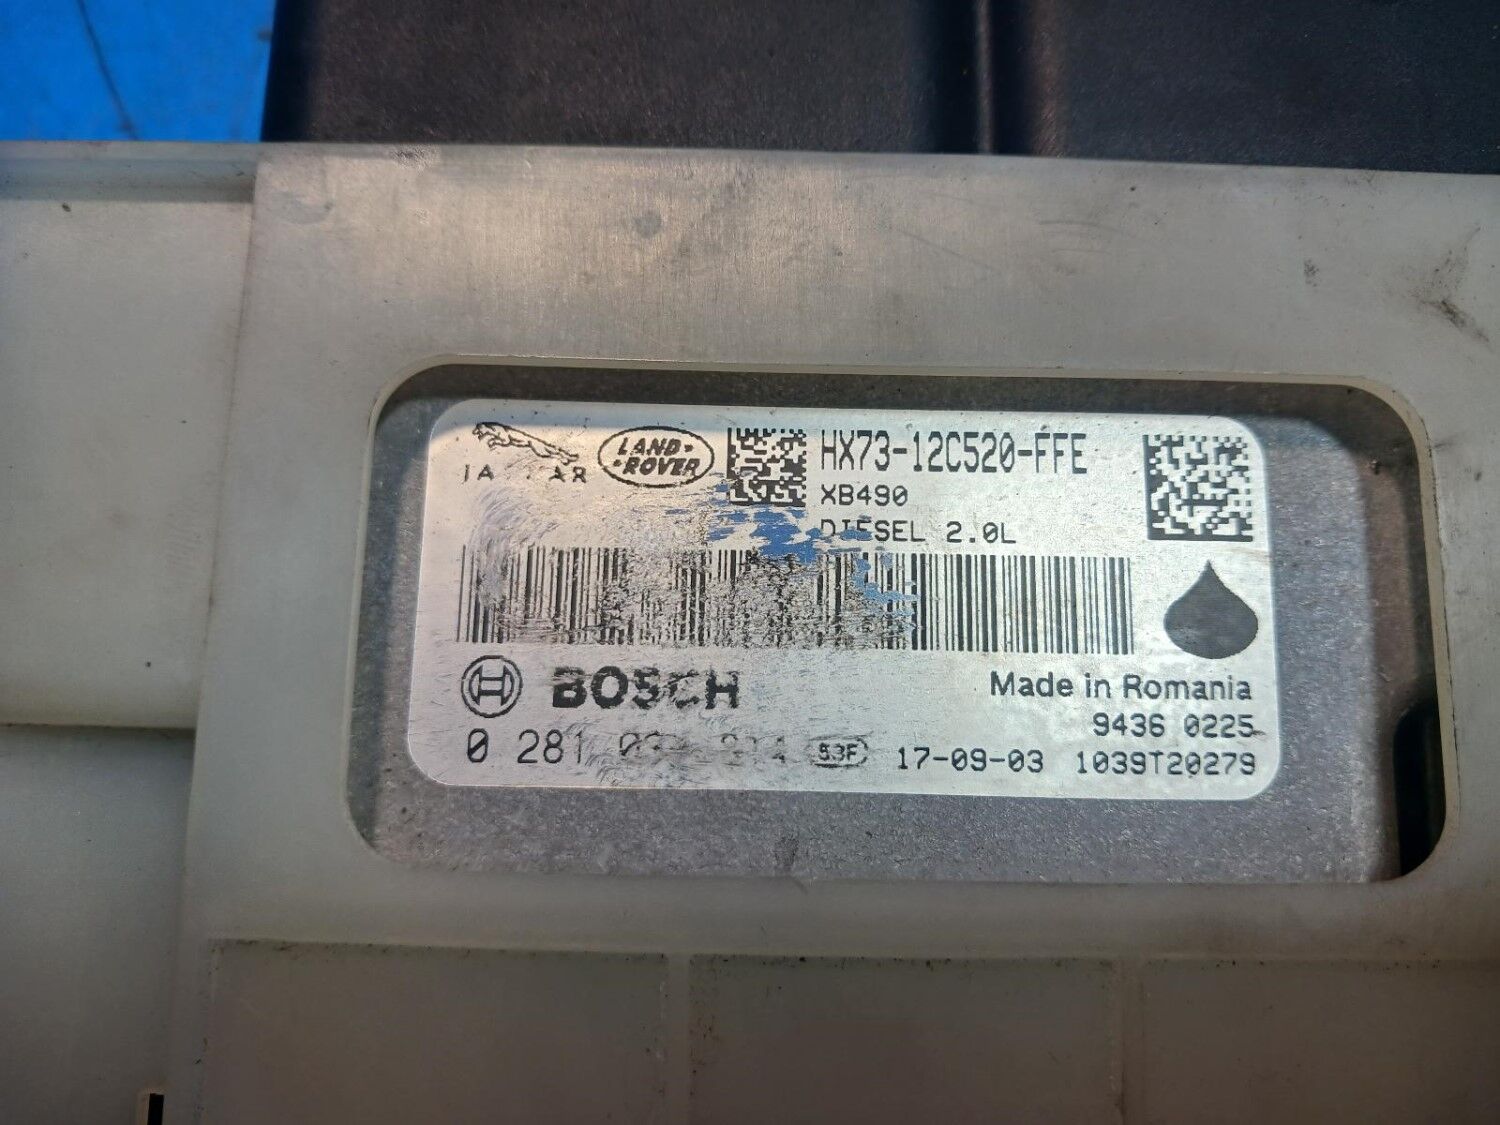 LAND-
-ROVER
HX73-12C520-FFE
XB490
DIESEL 2.0L
BOSCH
Made in Romania
9436 0225
0 281
17-09-03 1039T20279